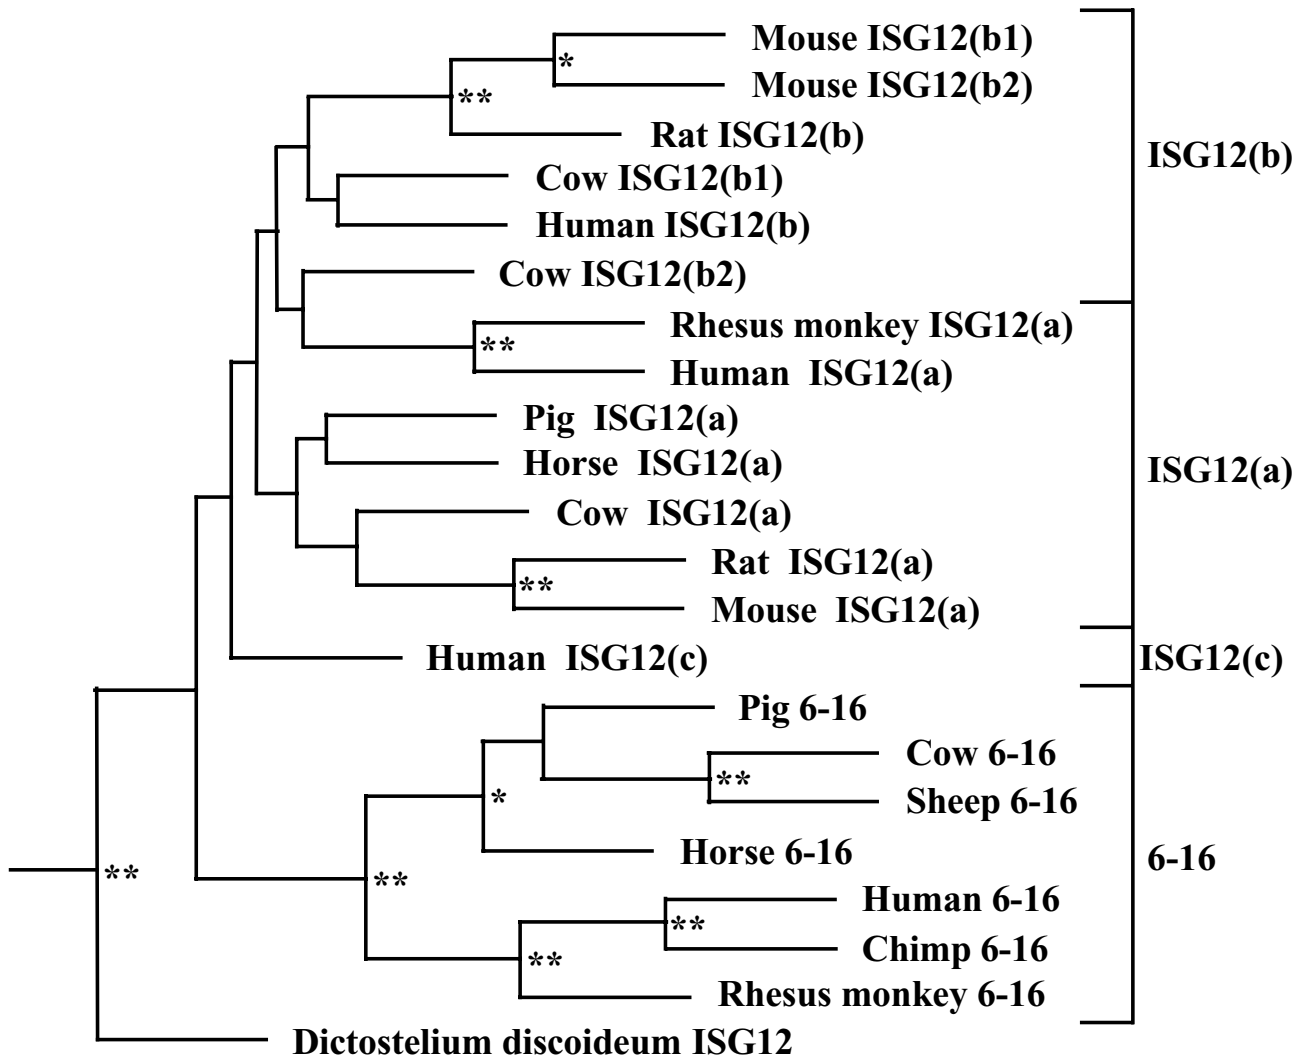 Mouse ISG12(b1)
*
Mouse ISG12(b2)
**
Rat ISG12(b)
ISG12(b)
Cow ISG12(b1)
Human ISG12(b)
Cow ISG12(b2)
Rhesus monkey ISG12(a)
**
Human ISG12(a)
Pig ISG12(a)
Horse ISG12(a)
ISG12(a)
Cow ISG12(a)
Rat ISG12(a)
**
Mouse ISG12(a)
Human ISG12(c)
ISG12(c)
Pig 6-16
Cow 6-16
**
Sheep 6-16
*
Horse 6-16
6-16
**
**
Human 6-16
**
Chimp 6-16
**
Rhesus monkey 6-16
Dictostelium discoideum ISG12